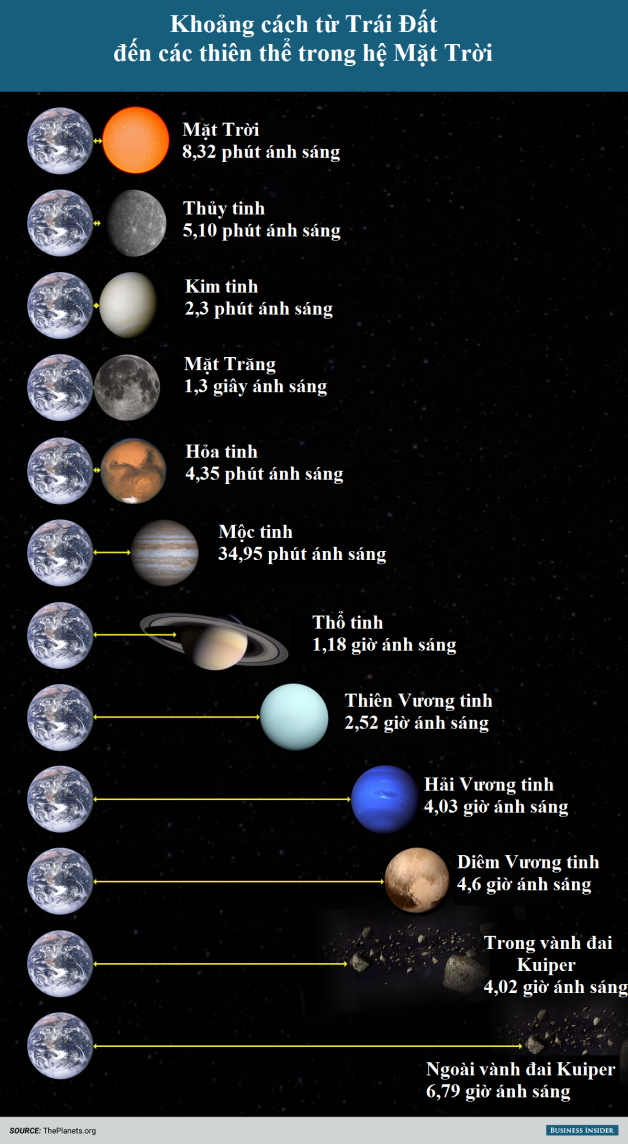 Khoảng cách từ Trái Đất
đến các thiên thể trong hệ Mặt Trời
Mặt Trời
8,32 phút ánh sáng
Thủy tinh
5,10 phút ánh sáng
Kim tinh
2,3 phút ánh sáng
Mặt Trăng
1,3 giây ánh sáng
Hỏa tinh
4,35 phút ánh sáng
Mộc tinh
34,95 phút ánh sáng
Thổ tinh
1,18 giờ ánh sáng
Thiên Vương tinh
2,52 giờ ánh sáng
Hải Vương tinh
4,03 giờ ánh sáng
Diêm Vương tinh
4,6 giờ ánh sáng
Trong vành đai
Kuiper
4,02 giờ ánh sáng
Ngoài vành đai Kuiper
6,79 giờ ánh sáng
SOURCE: ThePlanets.org
BUSINESS INSIDER